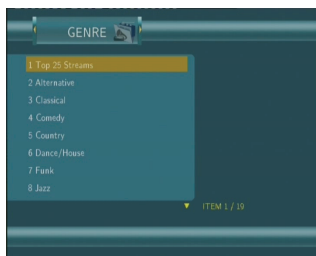 GENRE
1 Top 25 Streams
2 Alternative
3 Classical
4 Comedy
5 Country
6 Dance/House
7 Funk
8 Jazz
ITEM 1 / 19